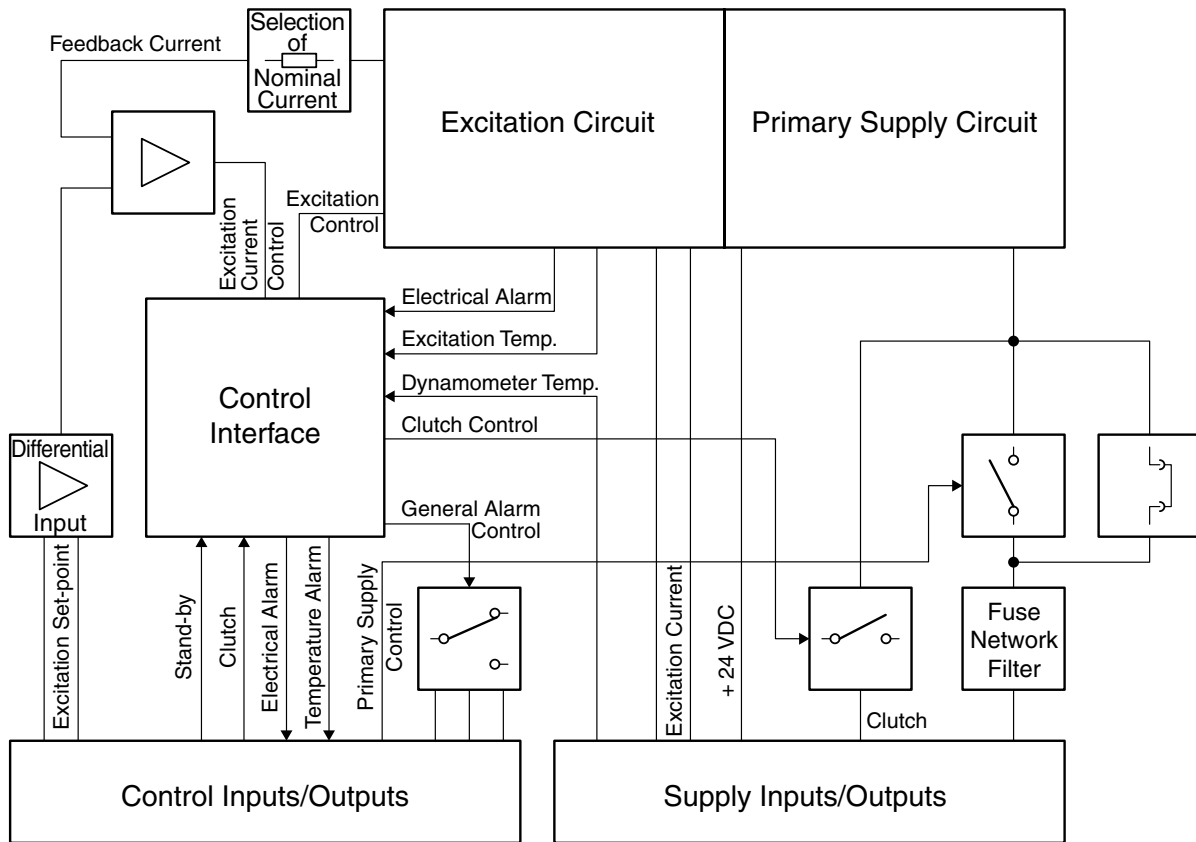 Selection
of
Nominal
Current
Feedback Current
Excitation Circuit
Primary Supply Circuit
Excitation
Control
Excitation
Current
Control
Electrical Alarm
Excitation Temp.
Dynamometer Temp.
Clutch Control
Control
Interface
Differential
Input
General Alarm
Control
Excitation Set-point
Stand-by
Clutch
Electrical Alarm
Temperature Alarm
Primary Supply
Control
Excitation Current
+ 24 VDC
Fuse
Network
Filter
Clutch
Control Inputs/Outputs
Supply Inputs/Outputs